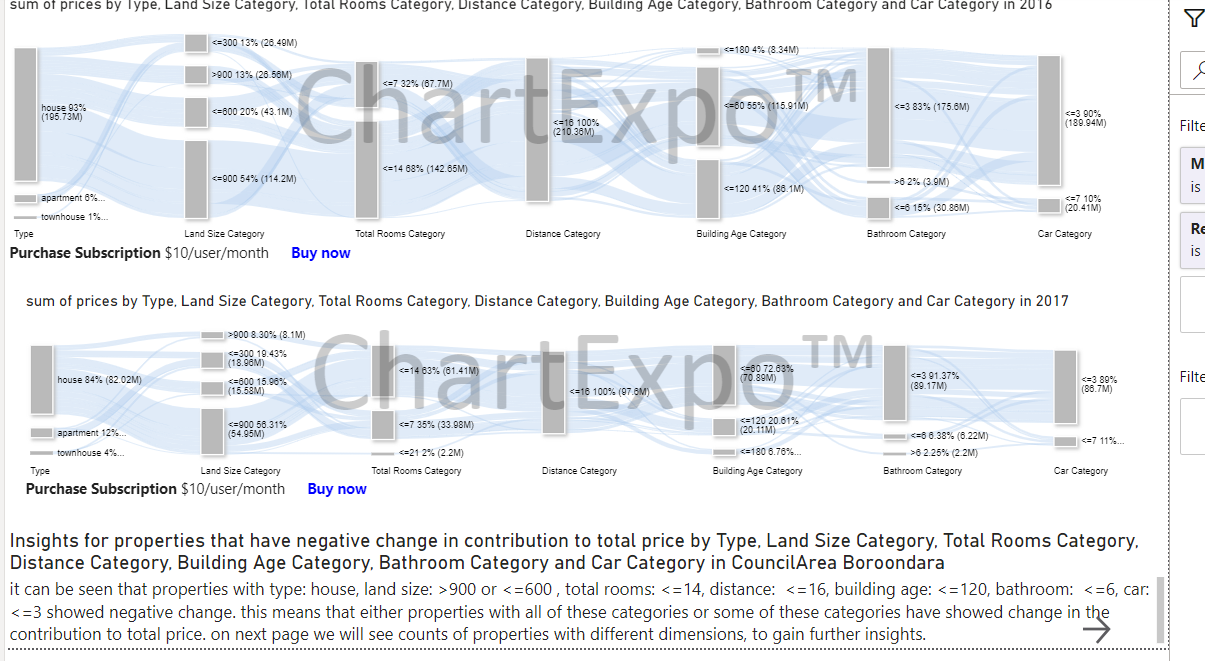 sum of prices by Type, Land Size Category, Total Rooms Category, Distance Category, Building Age Category, Bathroom Category and Car Category in 2016
<=300 13% (26.49M)
<=180 4% (8.34M)
>900 13% (26.56M)
<=7 32% (67.7M)
ChartExpo™
house 93%
(195.73M)
<=600 20% (43.1M)
<=60 55% (115.91M)
<=3 83% (175.6M)
<=16 100%
(210.36M)
<=3 90%
(189.94M)
<=14 68% (142.65M)
<=900 54% (114.2M)
<=120 41% (86.1M)
>6 2% (3.9M)
apartment 6%...
<=6 15% (30.86M)
<=7 10%
(20.41M)
townhouse 1%...
Type
Land Size Category
Total Rooms Category
Distance Category
Building Age Category
Bathroom Category
Car Category
Purchase Subscription $10/user/month Buy now
sum of prices by Type, Land Size Category, Total Rooms Category, Distance Category, Building Age Category, Bathroom Category and Car Category in 2017
>900 8.30% (8.1M)
<=300 19.43%
(18.96M)
ChartExpo™
house 84% (82.02M)
<=600 15.96%
(15.58M)
<=14 63% (61.41M)
<=16 100% (97.6M)
<=60 72.63%
(70.89M)
<=3 91.37%
(89.17M)
<=3 89%
(86.7M)
<=900 56.31%
(54.95M)
<=7 35% (33.98M)
<=120 20.61%
(20.11M)
apartment 12%...
<=6 6.38% (6.22M)
<=7 11%...
townhouse 4%...
<=21 2% (2.2M)
<=180 6.76%...
>6 2.25% (2.2M)
Type
Land Size Category
Total Rooms Category
Distance Category
Building Age Category
Bathroom Category
Car Category
Purchase Subscription $10/user/month Buy now
Insights for properties that have negative change in contribution to total price by Type, Land Size Category, Total Rooms Category,
Distance Category, Building Age Category, Bathroom Category and Car Category in CouncilArea Boroondara
it can be seen that properties with type: house, land size: >900 or <=600 , total rooms: <=14, distance: <=16, building age: <=120, bathroom: <=6, car:
<=3 showed negative change. this means that either properties with all of these categories or some of these categories have showed change in the
contribution to total price. on next page we will see counts of properties with different dimensions, to gain further insights.
Filte
M
is
Re
is
Filte